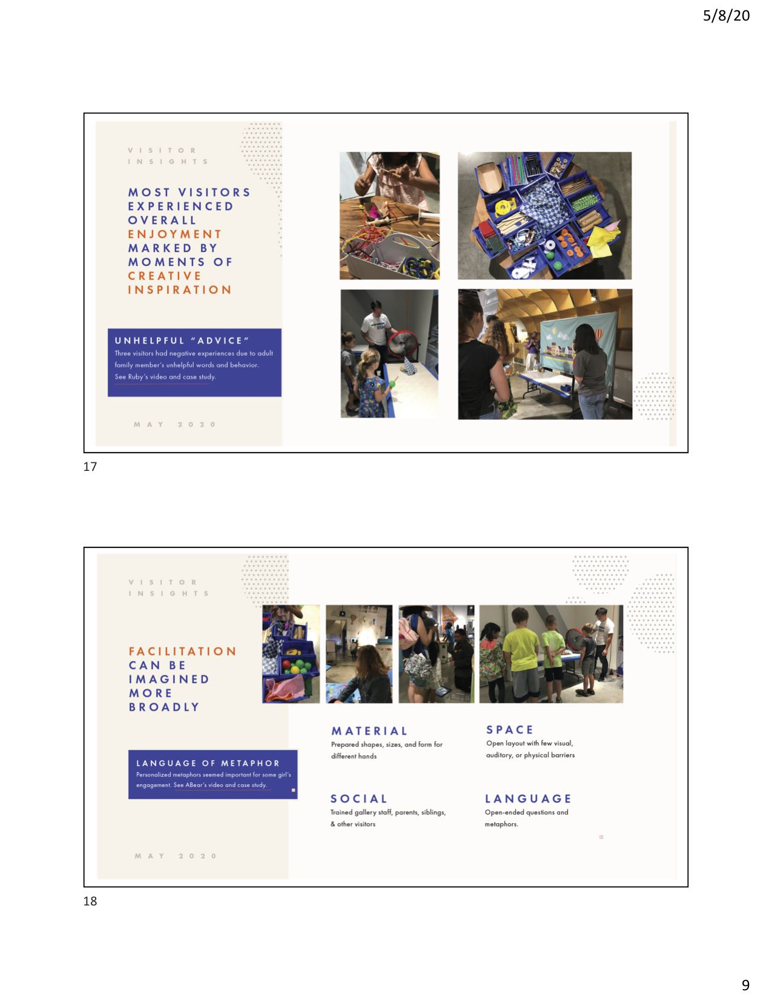 5/8/20
VISITOR
INSIGHTS
MOST VISITORS
EXPERIENCED
OVERALL
ENJOYMENT
MARKED BY
MOMENTS OF
CREATIVE
INSPIRATION
UNHELPFUL “ADVICE”
Three visitors had negative experiences due to adult
family member’s unhelpful words and behavior.
See Ruby’s video and case study.
MAY 2020
17
VISITOR
INSIGHTS
FACILITATION
CAN BE
IMAGINED
MORE
BROADLY
LANGUAGE OF METAPHOR
Personalized metaphors seemed important for some girl’s
engagement. See ABear’s video and case study.
MATERIAL
Prepared shapes, sizes, and form for
different hands
SPACE
Open layout with few visual,
auditory, or physical barriers
SOCIAL
Trained gallery staff, parents, siblings,
& other visitors
LANGUAGE
Open-ended questions and
metaphors.
MAY 2020
18
9